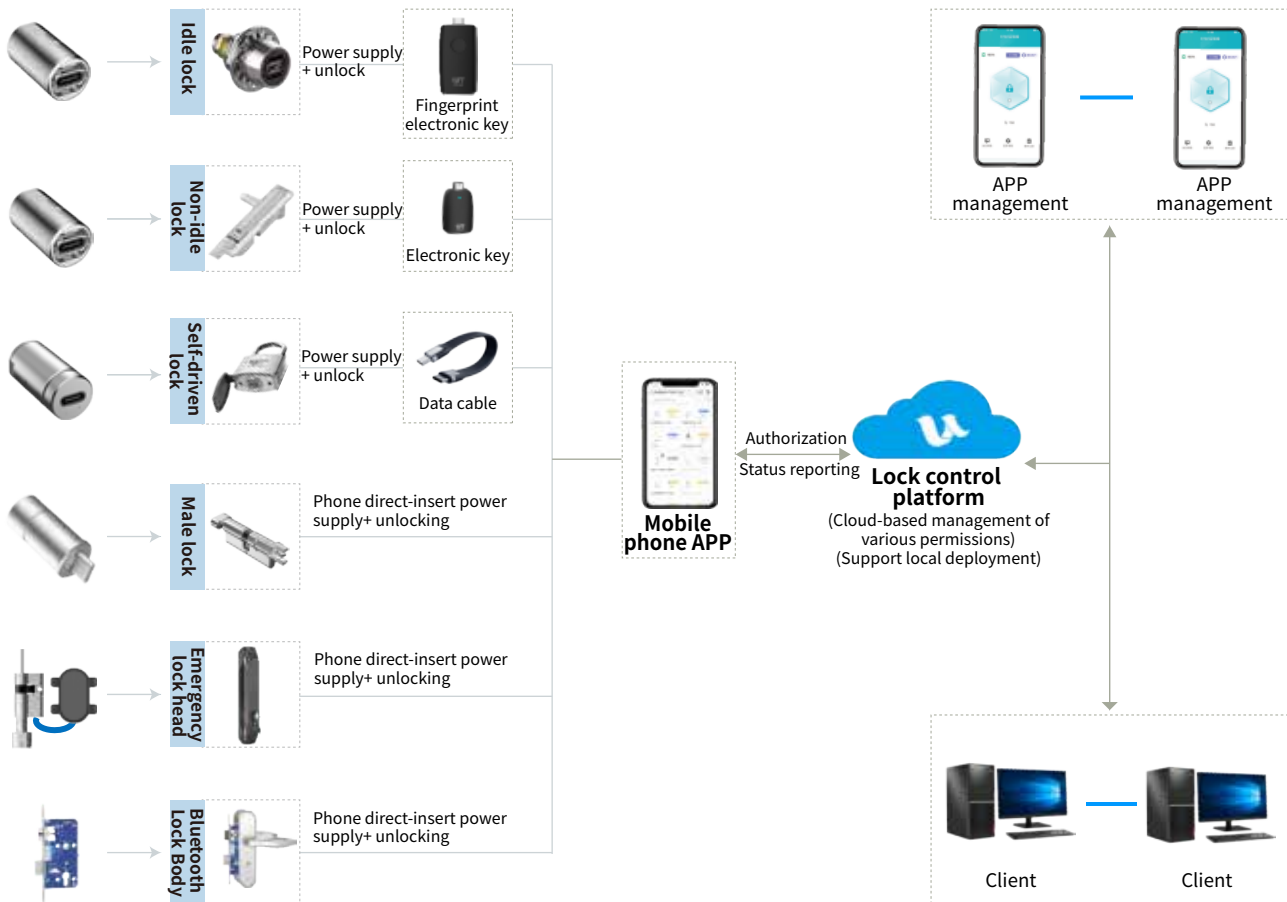 Idle lock
Power supply
+ unlock
Fingerprint
electronic key
Non-idle
lock
Power supply
+ unlock
Electronic key
Self-driven
lock
Power supply
+ unlock
Data cable
Male lock
Phone direct-insert power
supply+ unlocking
Emergency
lock head
Phone direct-insert power
supply+ unlocking
Bluetooth
Lock Body
Phone direct-insert power
supply+ unlocking
Mobile
phone APP
Authorization
Status reporting
Lock control
platform
(Cloud-based management of
various permissions)
(Support local deployment)
APP
management
APP
management
Client
Client